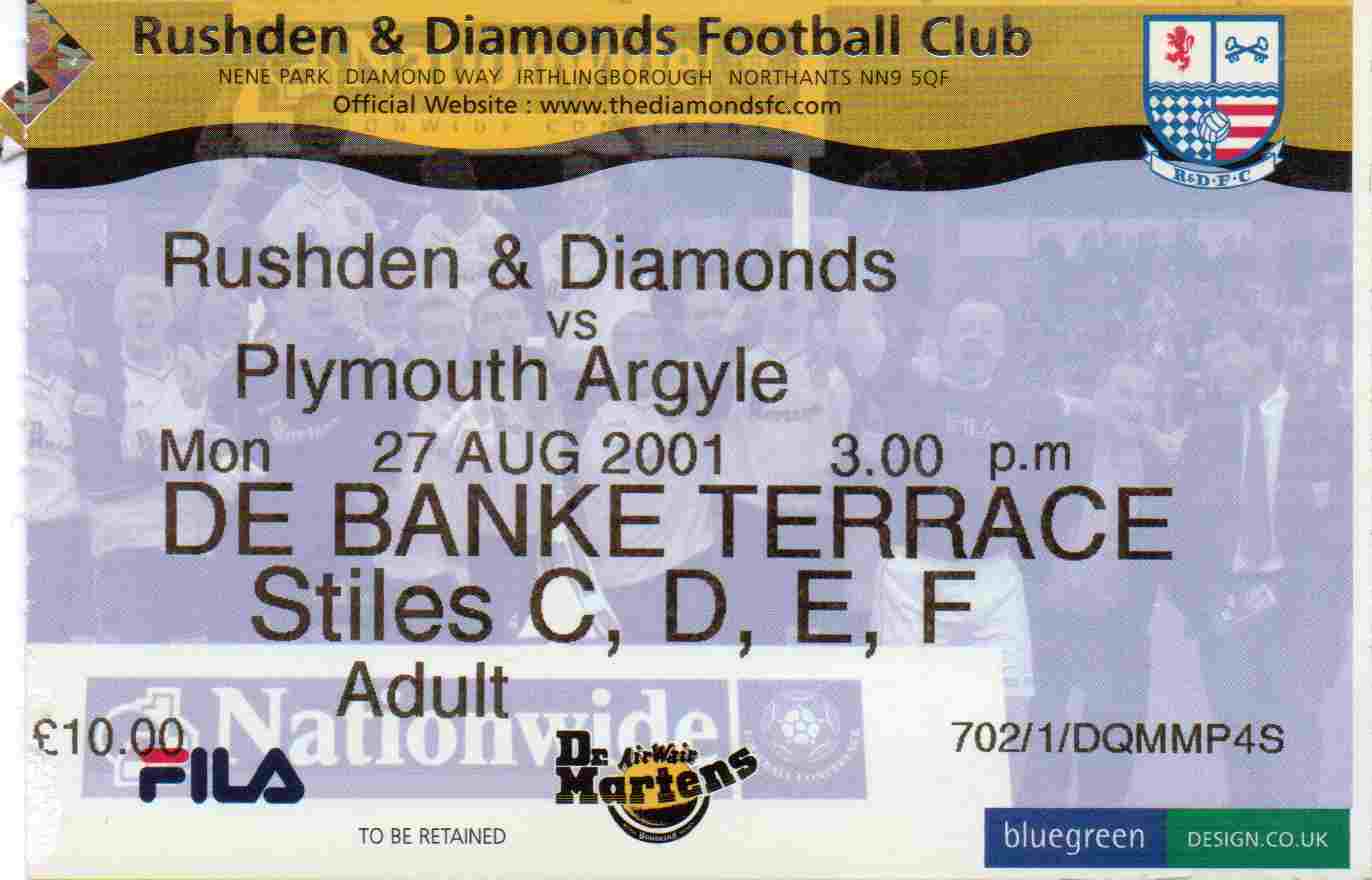 Rushden & Diamonds Football Club
NENE PARK DIAMOND WAY IRTHLINGBOROUGH NORTHANTS NN9 5QF
Official Website : www.thediamondsfc.com
NATIONWIDE CONFERENCE
R&D·F·C
Rushden & Diamonds
vs
Plymouth Argyle
Mon 27 AUG 2001 3.00 p.m
DE BANKE TERRACE
Stiles C, D, E, F
Adult
Nationwide
£10.00
702/1/DQMMP4S
FILA
Dr. AirWair
Martens
TO BE RETAINED
bluegreen DESIGN.CO.UK